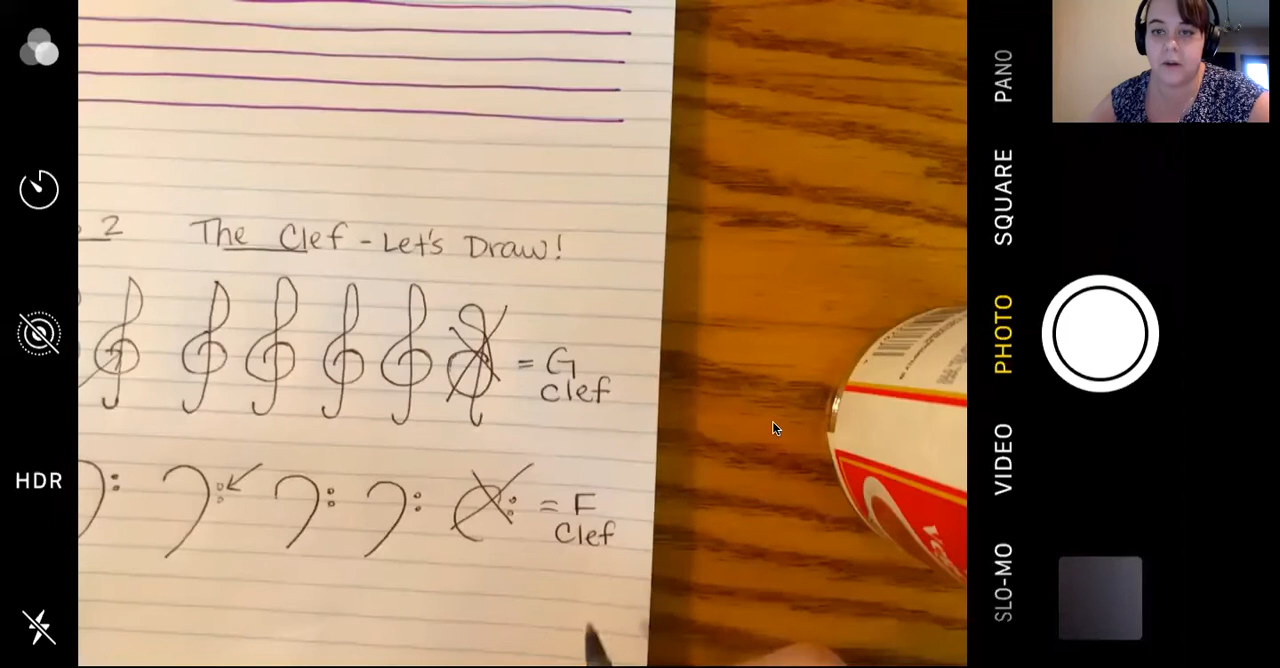 2 The Clef - Let's Draw!
= G
Clef
= F
Clef
HDR
PANO
SQUARE
PHOTO
VIDEO
SLO-MO